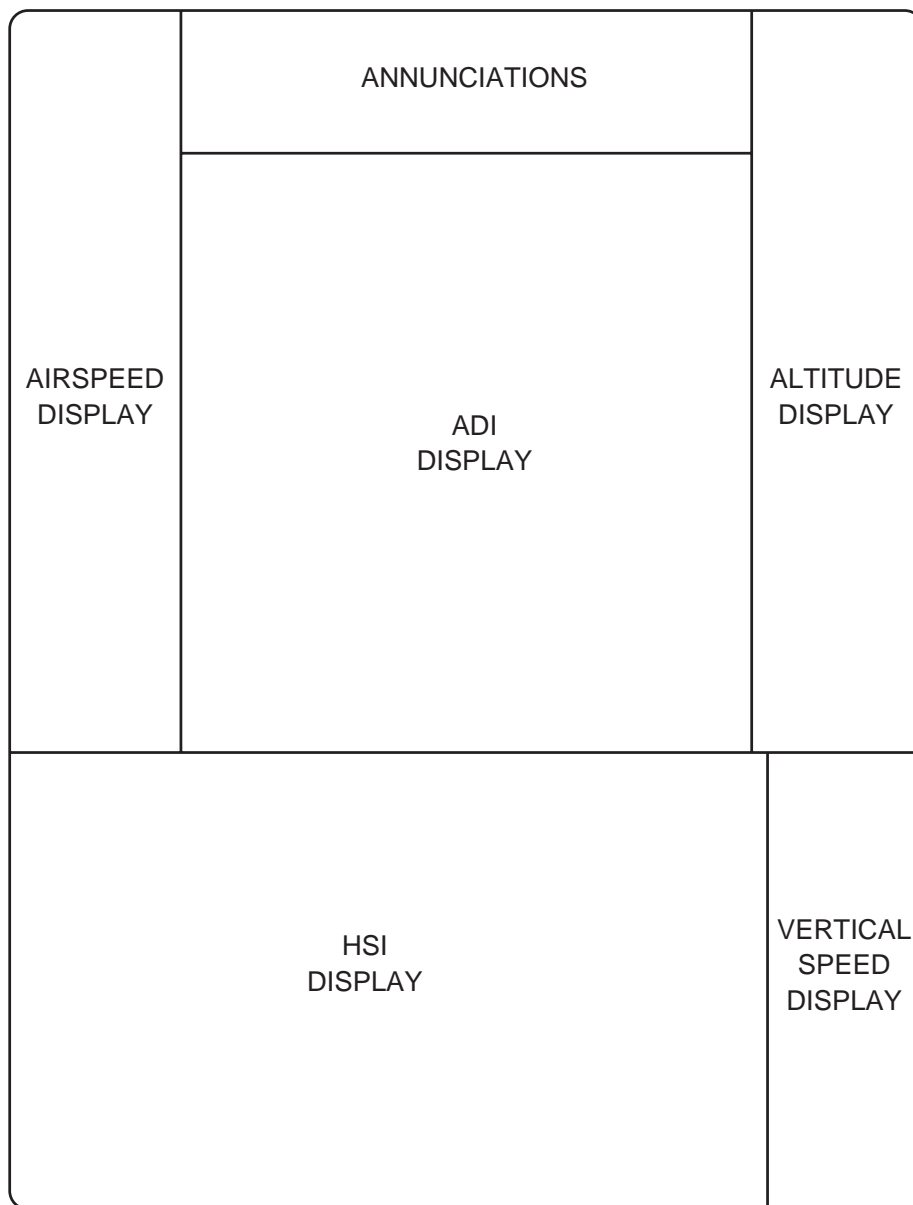 ANNUNCIATIONS
AIRSPEED
DISPLAY
ADI
DISPLAY
ALTITUDE
DISPLAY
HSI
DISPLAY
VERTICAL
SPEED
DISPLAY